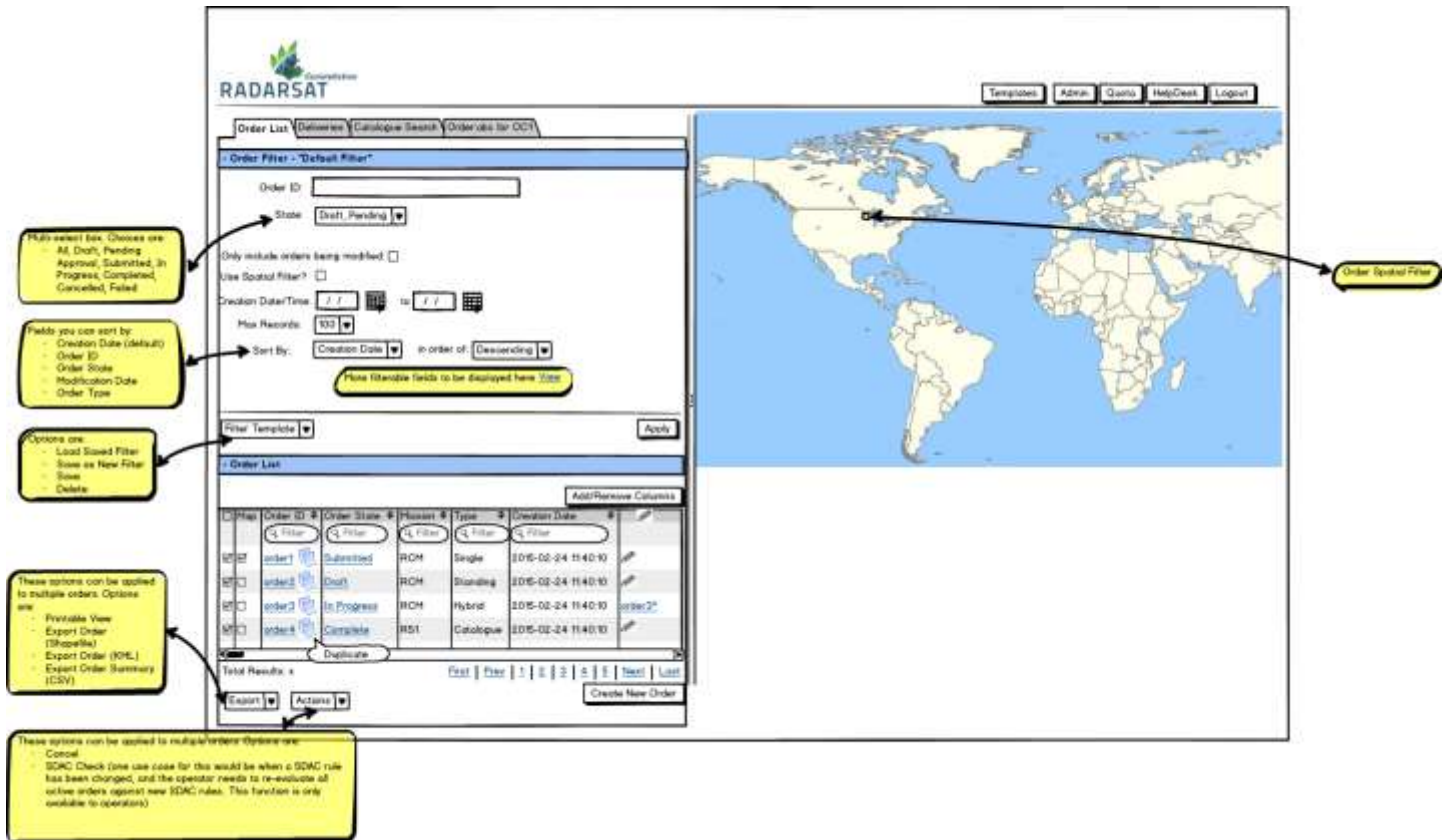 Constellation
RADARSAT
Templates Admin Quota HelpDesk Logout
Order List Deliveries Catalogue Search Order obs for OC1
- Order Filter - "Default Filter"
Order ID:
State: Draft, Pending
Only include orders being modified:
Use Spatial Filter?
Creation Date/Time: / / to / /
Max Records: 100
Sort By: Creation Date in order of: Descending
More filterable fields to be displayed here View
Filter Template Apply
- Order List
Add/Remove Columns
Map Order ID Order State Mission Type Creation Date
Filter Filter Filter Filter Filter
order1 Submitted RCM Single 2015-02-24 11:40:10
order2 Draft RCM Standing 2015-02-24 11:40:10
order3 In Progress RCM Hybrid 2015-02-24 11:40:10 order3*
order4 Complete RS1 Catalogue 2015-02-24 11:40:10
Duplicate
Total Results: x First | Prev | 1 | 2 | 3 | 4 | 5 | Next | Last
Create New Order
Export Actions
Multi-select box. Choices are:
- All, Draft, Pending
Approval, Submitted, In
Progress, Completed,
Cancelled, Failed
Fields you can sort by:
- Creation Date (default)
- Order ID
- Order State
- Modification Date
- Order Type
Options are:
- Load Saved Filter
- Save as New Filter
- Save
- Delete
These options can be applied
to multiple orders. Options
are:
- Printable View
- Export Order
(Shapefile)
- Export Order (KML)
- Export Order Summary
(CSV)
These options can be applied to multiple orders. Options are:
- Cancel
- SDAC Check (one use case for this would be when a SDAC rule
has been changed, and the operator needs to re-evaluate all
active orders against new SDAC rules. This function is only
available to operators)
Order Spatial Filter